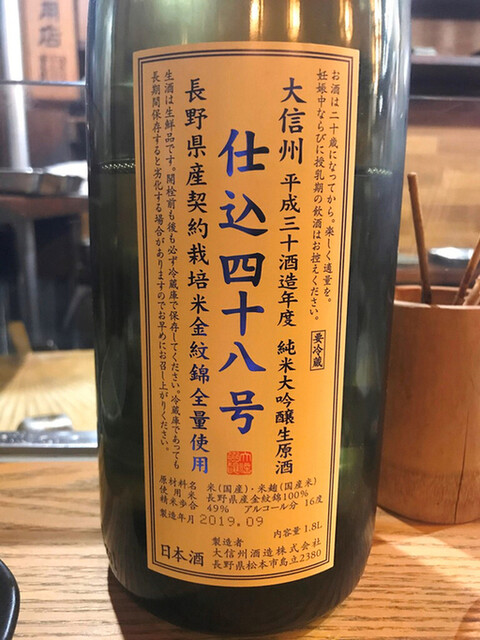 お酒は二十歳になってから。楽しく適量を。
妊娠中ならびに授乳期の飲酒はお控えください。
要冷蔵
大信州 平成三十酒造年度 純米大吟醸生原酒
仕込四十八号
長野県産契約栽培米金紋錦全量使用
生酒は生鮮品です。開栓前も後も必ず冷蔵庫で保存してください。冷蔵庫であっても
長期間保存すると劣化する場合がありますのでお早めにお召し上がりください。
原材料名 米(国産)・米麹(国産米)
使用米 長野県産金紋錦100%
精米歩合 49% アルコール分 16度
製造年月 2019.09
内容量 1.8L
日本酒
製造者
大信州酒造株式会社
長野県松本市島立2380